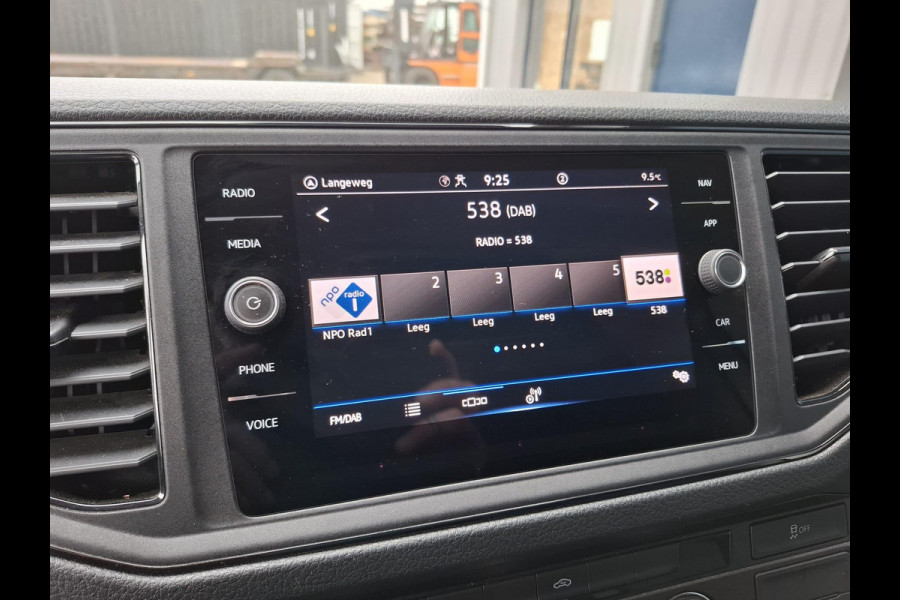 Langeweg 9:25 2 9.5°C
RADIO
NAV
538 (DAB)
APP
MEDIA
RADIO = 538
npo radio 1
2
3
4
5
538
NPO Rad1
Leeg
Leeg
Leeg
Leeg
538
CAR
PHONE
MENU
VOICE
FM/DAB
OFF